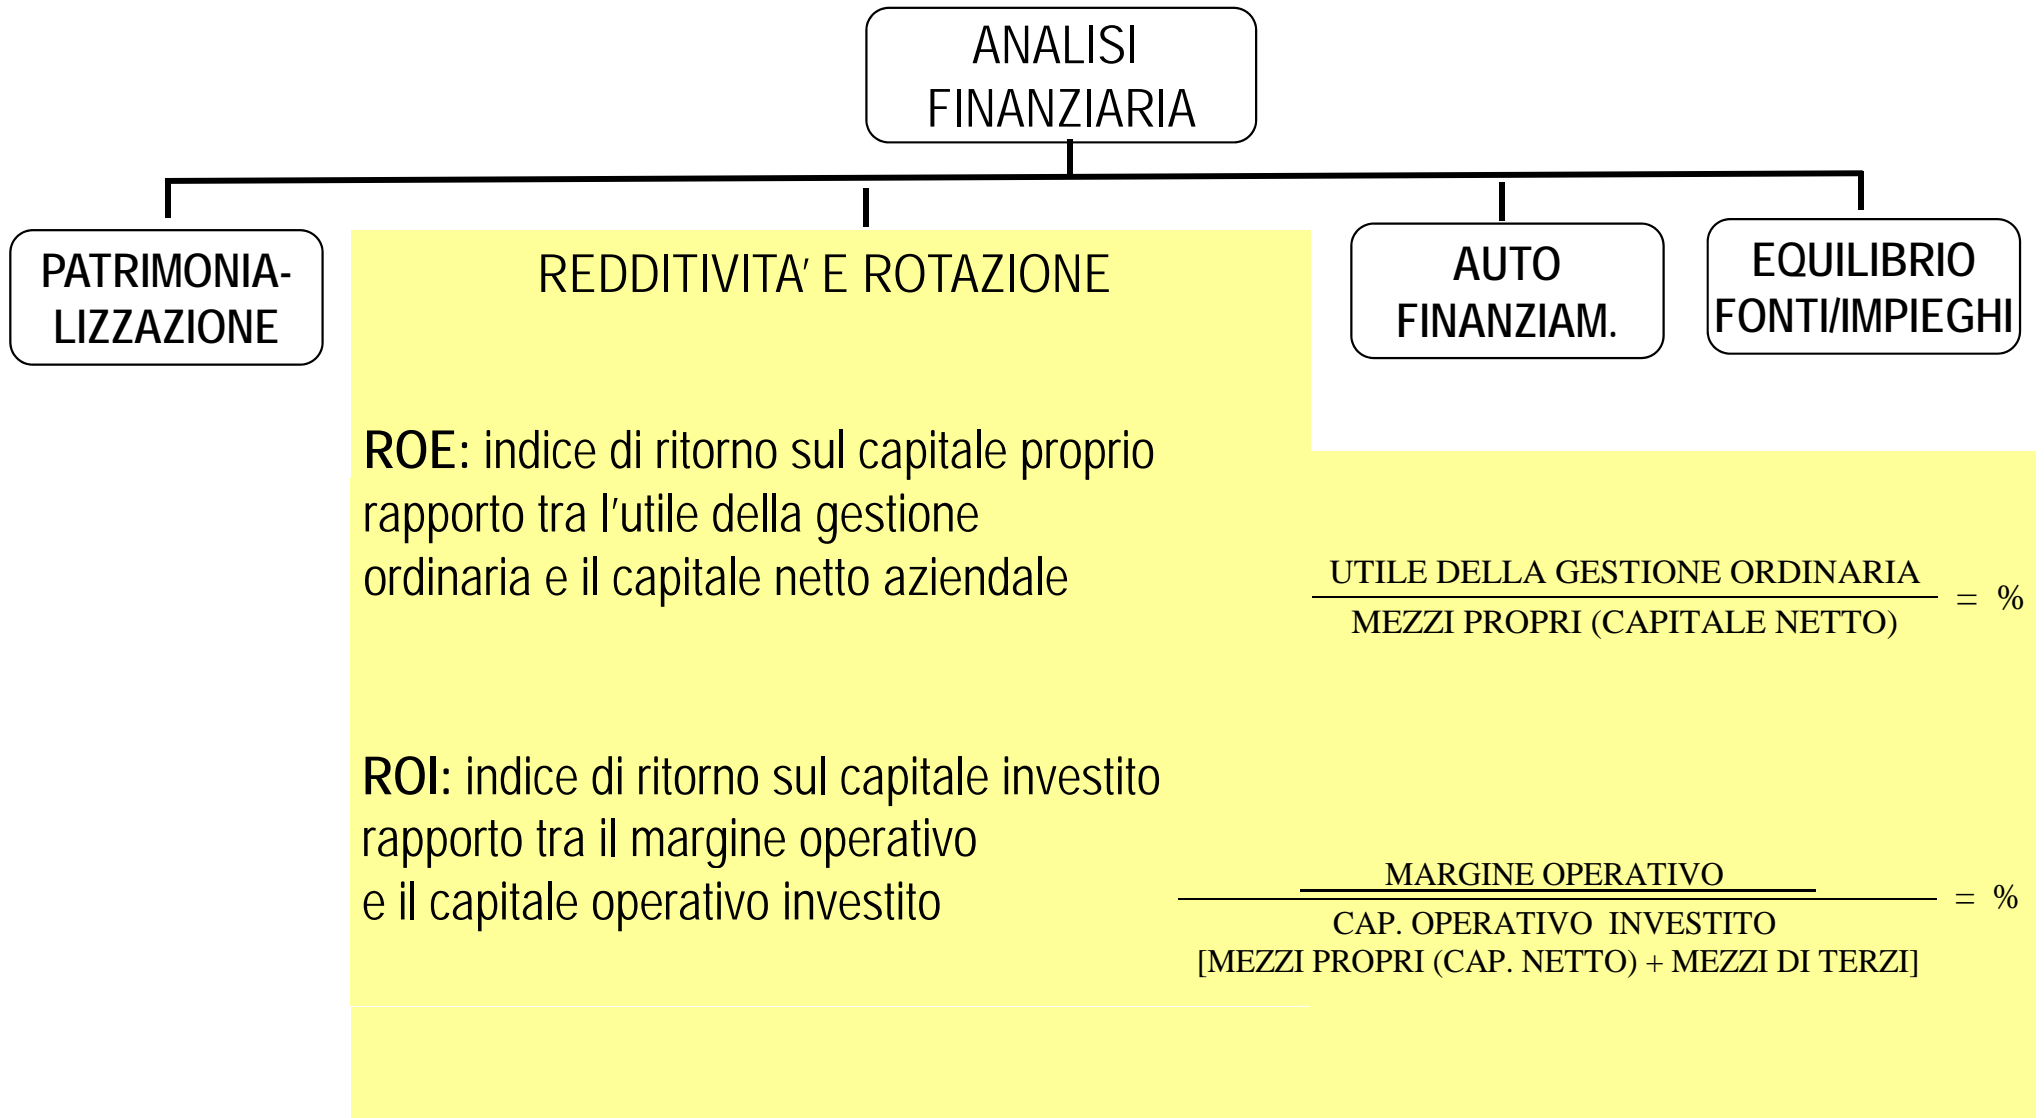 ANALISI
FINANZIARIA
PATRIMONIA-
LIZZAZIONE
REDDITIVITA' E ROTAZIONE
AUTO
FINANZIAM.
EQUILIBRIO
FONTI/IMPIEGHI
ROE: indice di ritorno sul capitale proprio
rapporto tra l'utile della gestione
ordinaria e il capitale netto aziendale
UTILE DELLA GESTIONE ORDINARIA
MEZZI PROPRI (CAPITALE NETTO)
= %
ROI: indice di ritorno sul capitale investito
rapporto tra il margine operativo
e il capitale operativo investito
MARGINE OPERATIVO
CAP. OPERATIVO INVESTITO
[MEZZI PROPRI (CAP. NETTO) + MEZZI DI TERZI]
= %